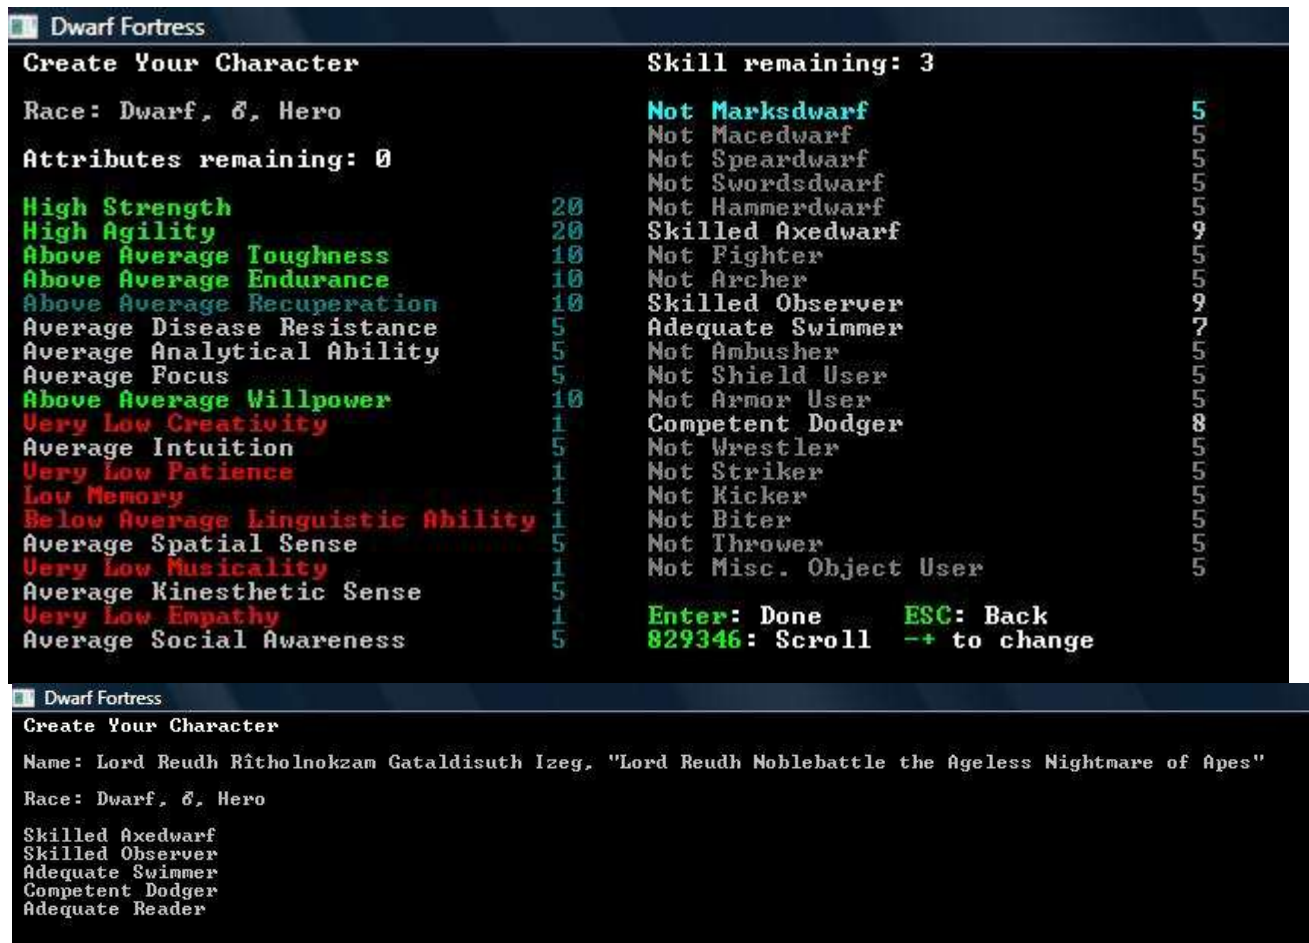 Dwarf Fortress
Create Your Character
Race: Dwarf, ♂, Hero
Attributes remaining: 0
High Strength 20
High Agility 20
Above Average Toughness 10
Above Average Endurance 10
Above Average Recuperation 10
Average Disease Resistance 5
Average Analytical Ability 5
Average Focus 5
Above Average Willpower 10
Very Low Creativity 1
Average Intuition 5
Very Low Patience 1
Low Memory 1
Below Average Linguistic Ability 1
Average Spatial Sense 5
Very Low Musicality 1
Average Kinesthetic Sense 5
Very Low Empathy 1
Average Social Awareness 5
Skill remaining: 3
Not Marksdwarf 5
Not Macedwarf 5
Not Speardwarf 5
Not Swordsdwarf 5
Not Hammerdwarf 5
Skilled Axedwarf 9
Not Fighter 5
Not Archer 5
Skilled Observer 9
Adequate Swimmer 7
Not Ambusher 5
Not Shield User 5
Not Armor User 5
Competent Dodger 8
Not Wrestler 5
Not Striker 5
Not Kicker 5
Not Biter 5
Not Thrower 5
Not Misc. Object User 5
Enter: Done ESC: Back
829346: Scroll -+ to change
Dwarf Fortress
Create Your Character
Name: Lord Reudh Rîtholnokzam Gataldisuth Izeg, "Lord Reudh Noblebattle the Ageless Nightmare of Apes"
Race: Dwarf, ♂, Hero
Skilled Axedwarf
Skilled Observer
Adequate Swimmer
Competent Dodger
Adequate Reader